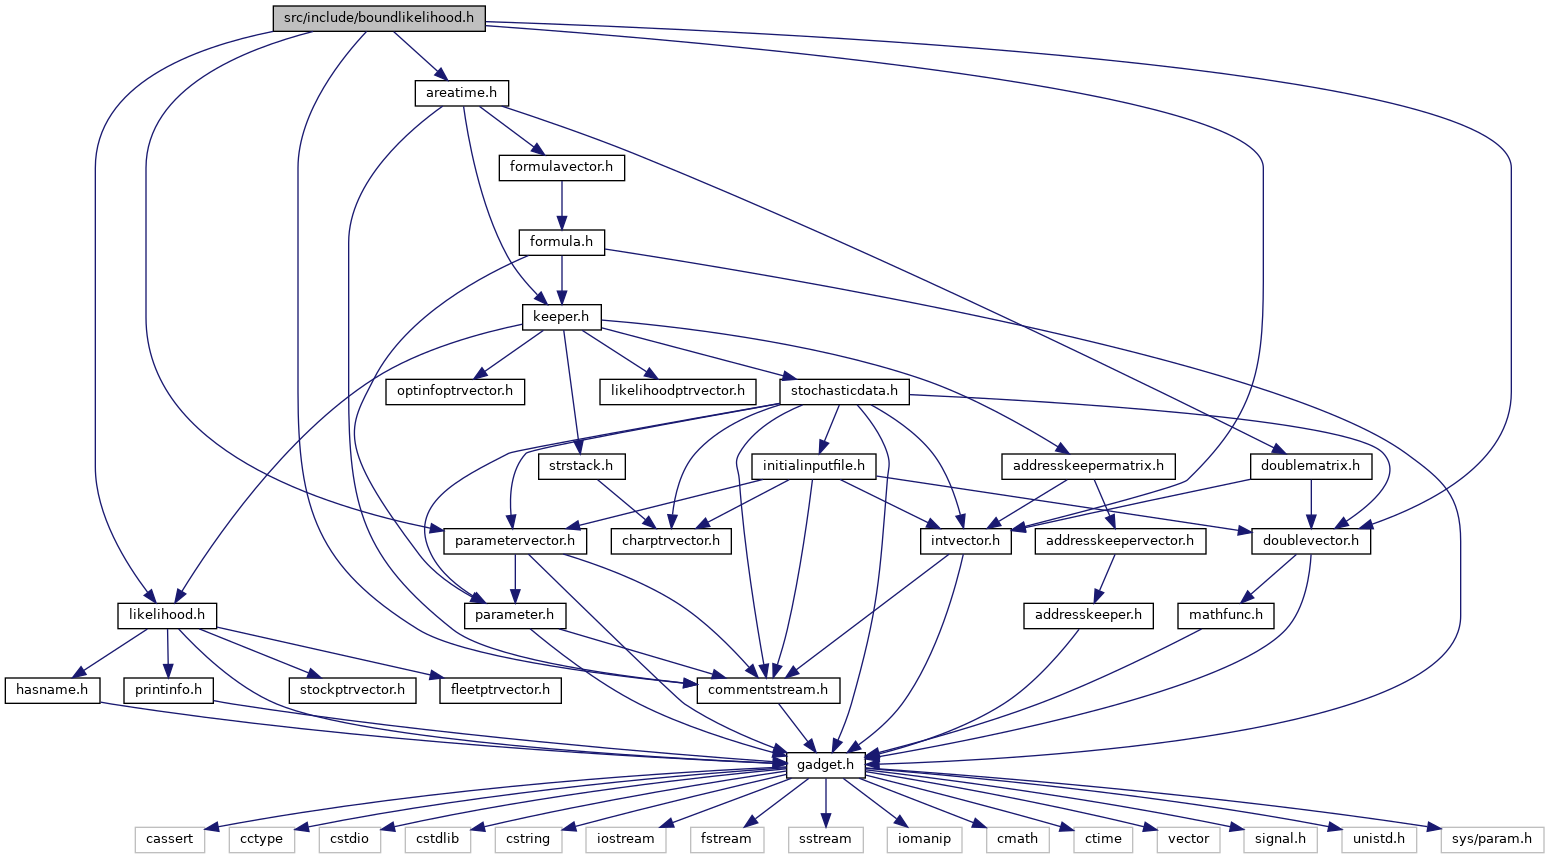 src/include/boundlikelihood.h
areatime.h
formulavector.h
formula.h
keeper.h
optinfoptrvector.h
likelihoodptrvector.h
stochasticdata.h
strstack.h
initialinputfile.h
addresskeepermatrix.h
doublematrix.h
parametervector.h
charptrvector.h
intvector.h
addresskeepervector.h
doublevector.h
likelihood.h
parameter.h
addresskeeper.h
mathfunc.h
hasname.h
printinfo.h
stockptrvector.h
fleetptrvector.h
commentstream.h
gadget.h
cassert
cctype
cstdio
cstdlib
cstring
iostream
fstream
sstream
iomanip
cmath
ctime
vector
signal.h
unistd.h
sys/param.h